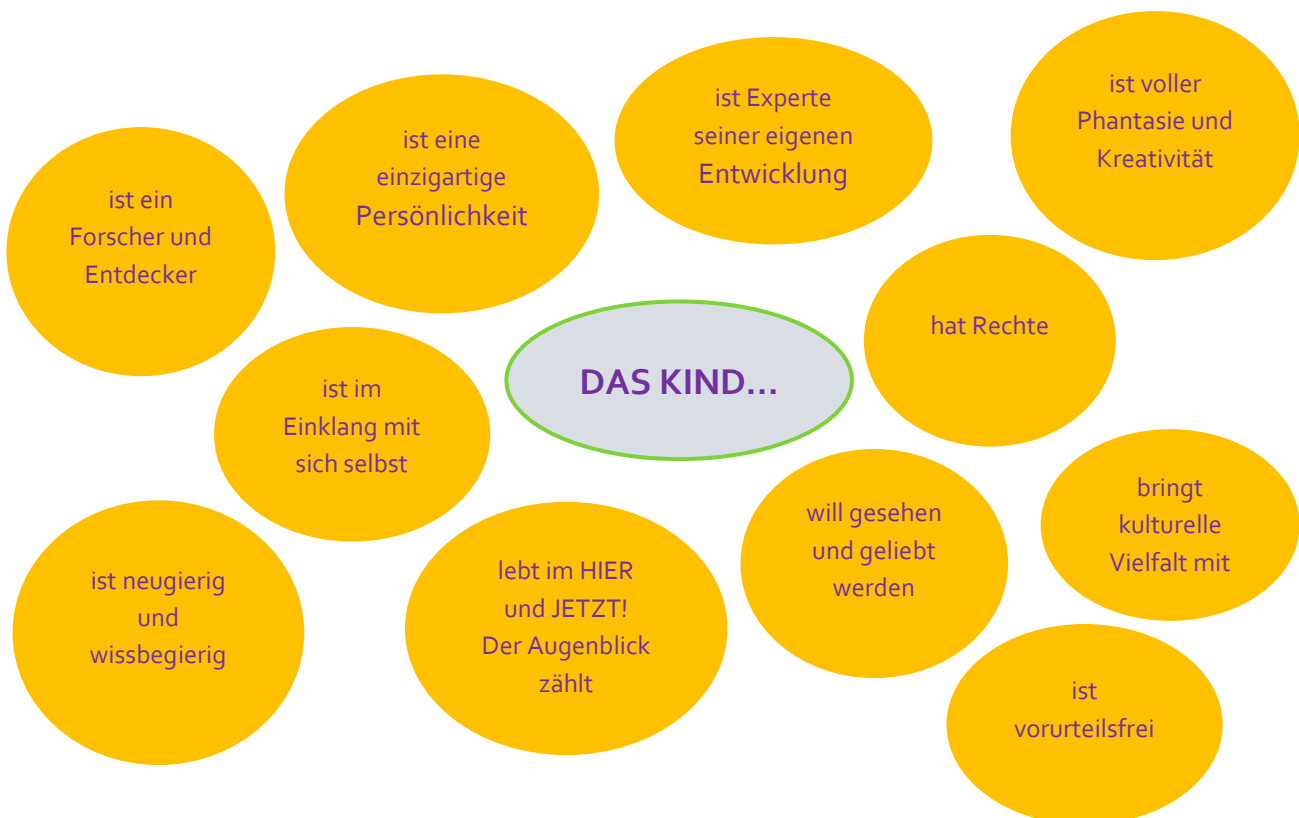 ist ein
Forscher und
Entdecker
ist eine
einzigartige
Persönlichkeit
ist Experte
seiner eigenen
Entwicklung
ist voller
Phantasie und
Kreativität
DAS KIND...
hat Rechte
ist im
Einklang mit
sich selbst
ist neugierig
und
wissbegierig
lebt im HIER
und JETZT!
Der Augenblick
zählt
will gesehen
und geliebt
werden
bringt
kulturelle
Vielfalt mit
ist
vorurteilsfrei